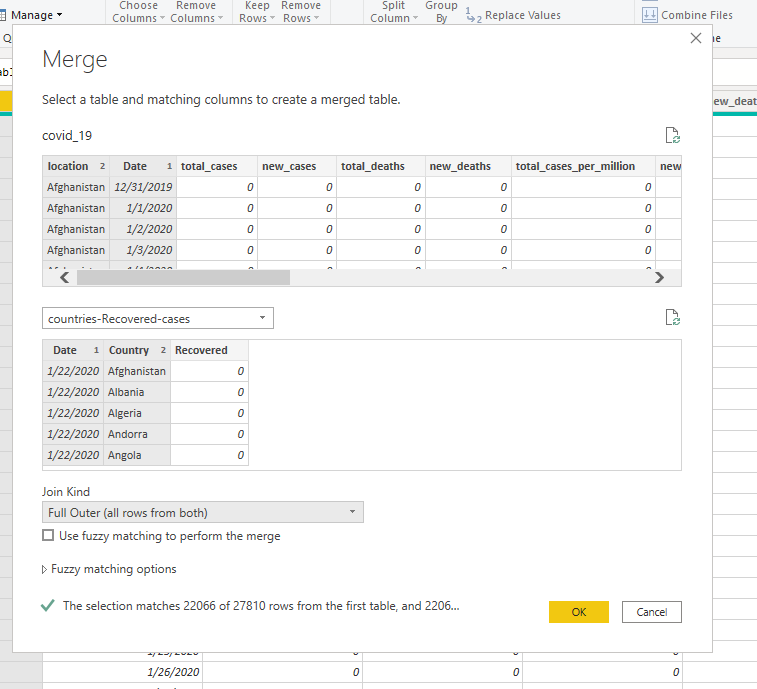 Manage
Choose Columns
Remove Columns
Keep Rows
Remove Rows
Split Column
Group By
Replace Values
Combine Files
Merge
Select a table and matching columns to create a merged table.
ew_deat
covid_19
location 2 Date 1 total_cases new_cases total_deaths new_deaths total_cases_per_million new
Afghanistan 12/31/2019 0 0 0 0 0
Afghanistan 1/1/2020 0 0 0 0 0
Afghanistan 1/2/2020 0 0 0 0 0
Afghanistan 1/3/2020 0 0 0 0 0
countries-Recovered-cases
Date 1 Country 2 Recovered
1/22/2020 Afghanistan 0
1/22/2020 Albania 0
1/22/2020 Algeria 0
1/22/2020 Andorra 0
1/22/2020 Angola 0
Join Kind
Full Outer (all rows from both)
Use fuzzy matching to perform the merge
Fuzzy matching options
The selection matches 22066 of 27810 rows from the first table, and 2206...
OK Cancel
1/26/2020 0 0 0